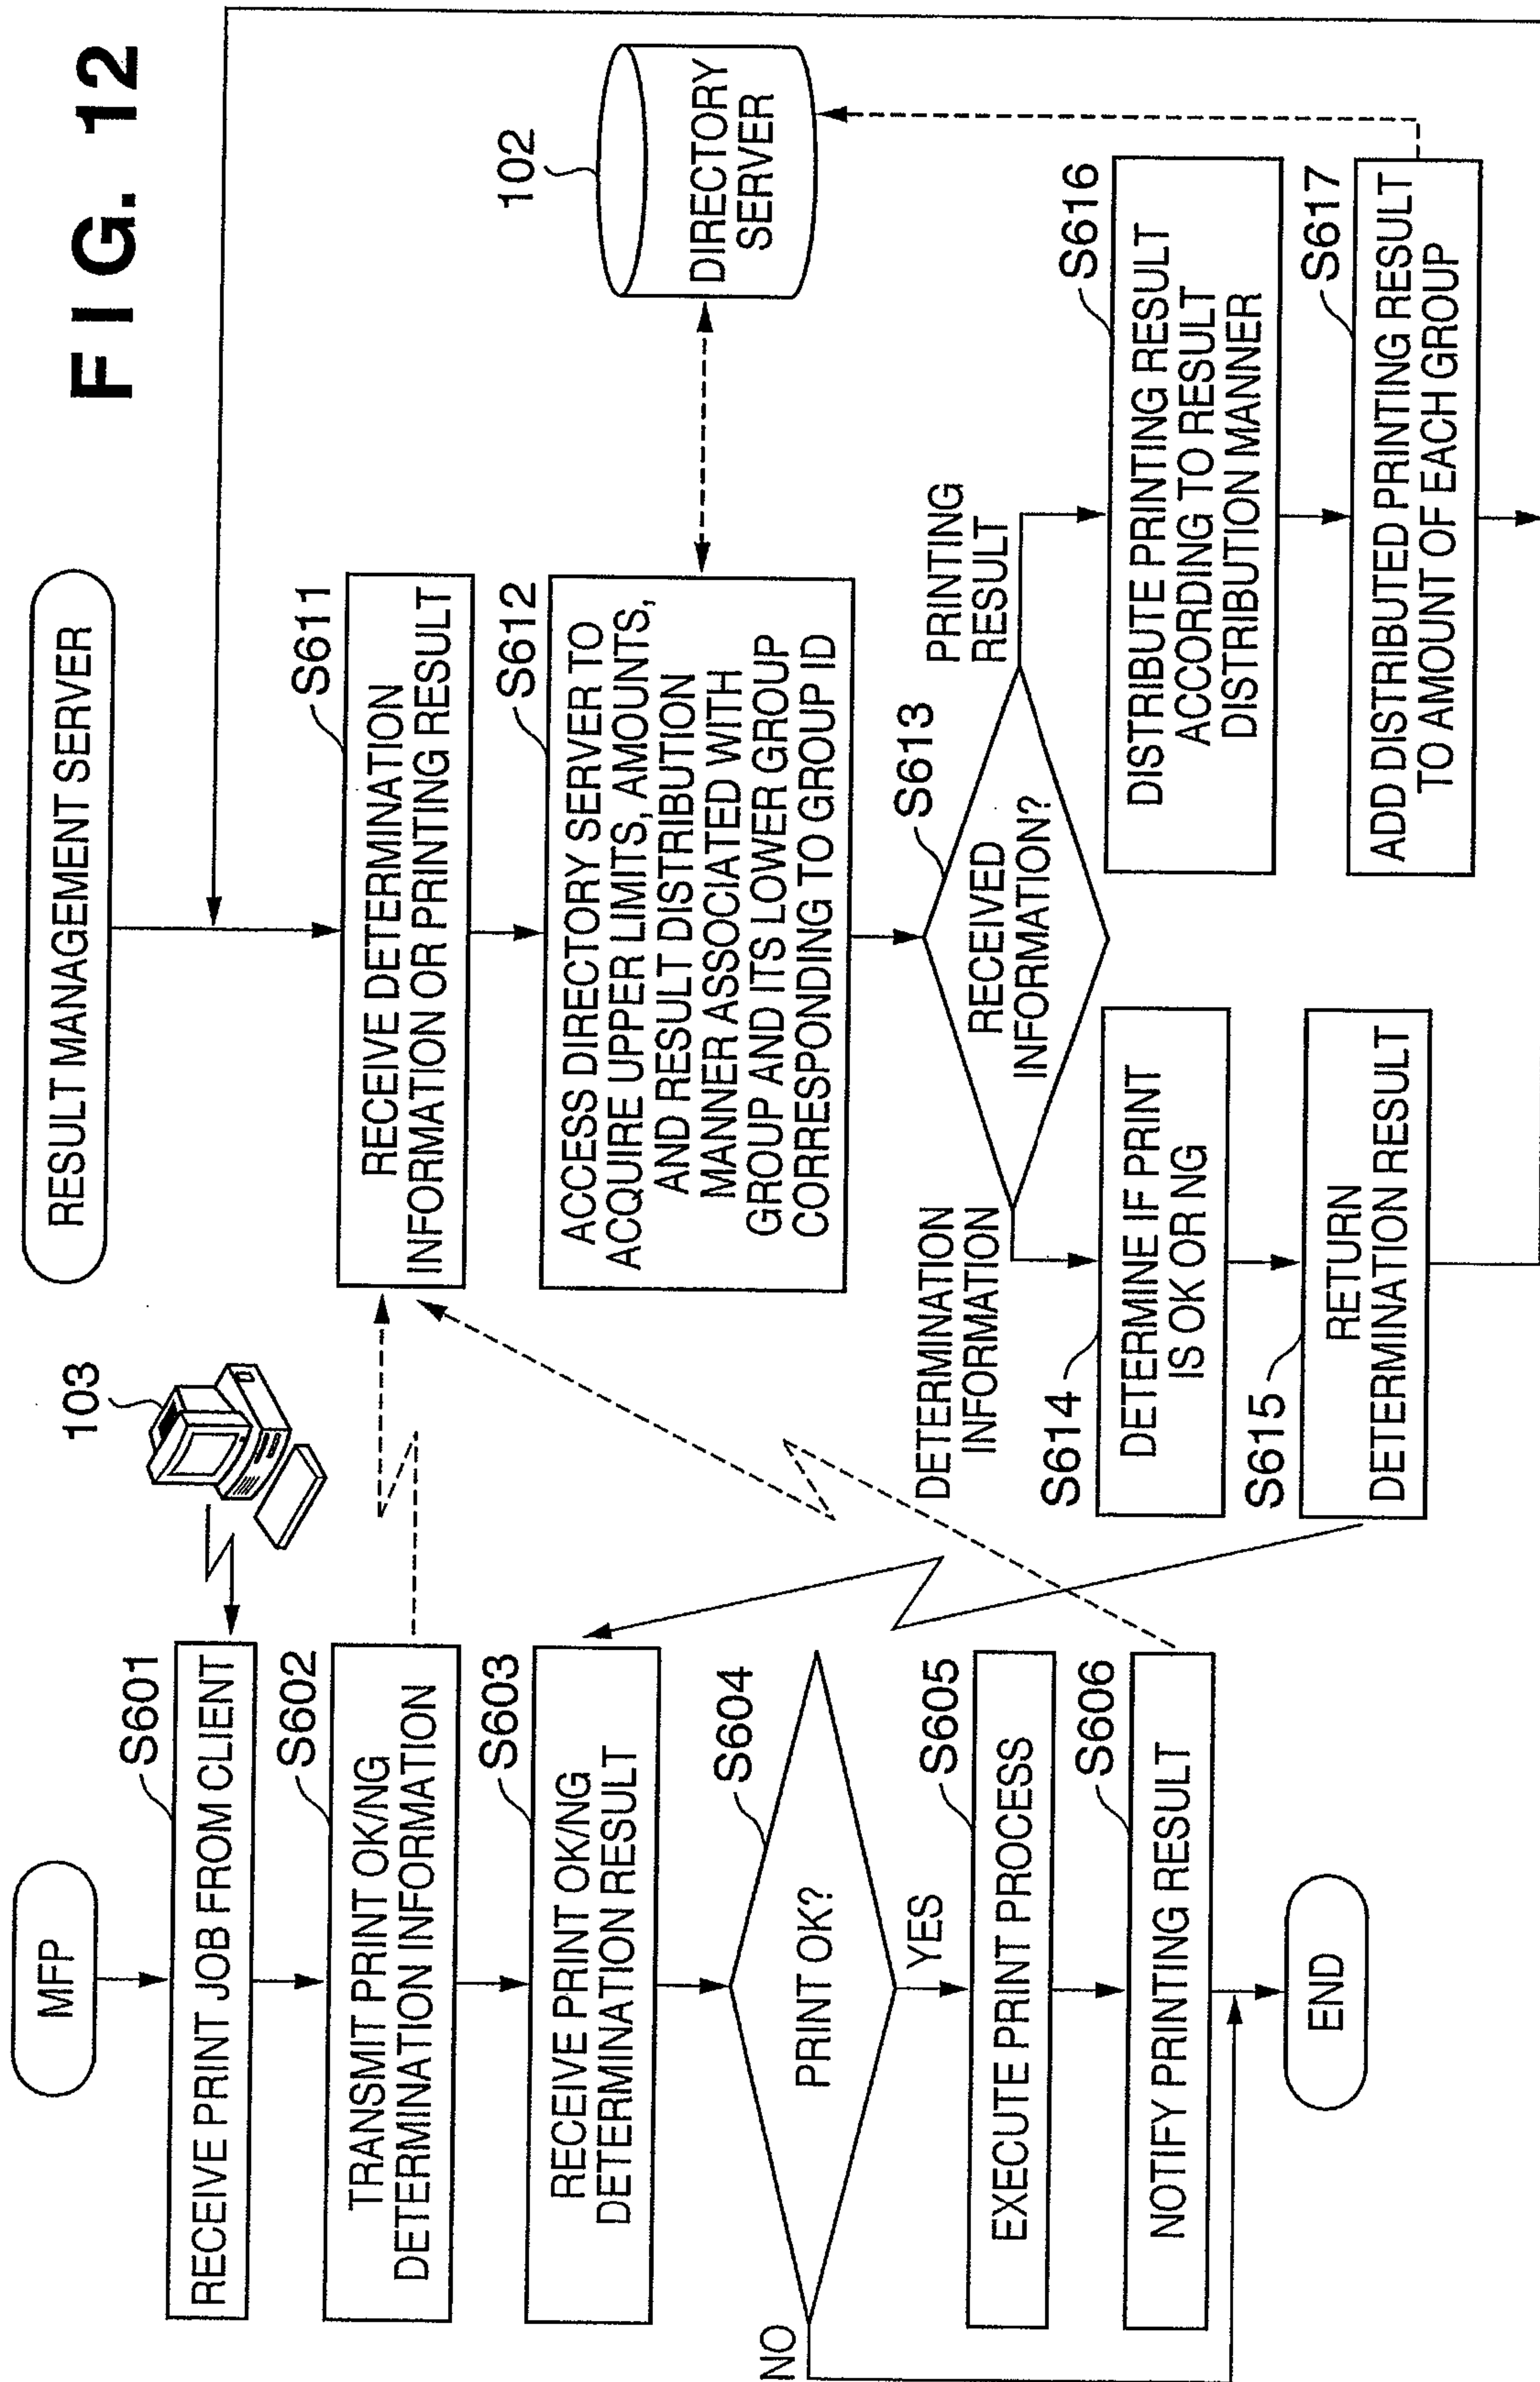 FIG. 12
MFP
S601
RECEIVE PRINT JOB FROM CLIENT
103
S602
TRANSMIT PRINT OK/NG
DETERMINATION INFORMATION
S603
RECEIVE PRINT OK/NG
DETERMINATION RESULT
S604
PRINT OK?
NO
YES
S605
EXECUTE PRINT PROCESS
S606
NOTIFY PRINTING RESULT
END
RESULT MANAGEMENT SERVER
S611
RECEIVE DETERMINATION
INFORMATION OR PRINTING RESULT
S612
ACCESS DIRECTORY SERVER TO
ACQUIRE UPPER LIMITS, AMOUNTS,
AND RESULT DISTRIBUTION
MANNER ASSOCIATED WITH
GROUP AND ITS LOWER GROUP
CORRESPONDING TO GROUP ID
102
DIRECTORY
SERVER
S613
RECEIVED
INFORMATION?
DETERMINATION
INFORMATION
PRINTING
RESULT
S614
DETERMINE IF PRINT
IS OK OR NG
S615
RETURN
DETERMINATION RESULT
S616
DISTRIBUTE PRINTING RESULT
ACCORDING TO RESULT
DISTRIBUTION MANNER
S617
ADD DISTRIBUTED PRINTING RESULT
TO AMOUNT OF EACH GROUP